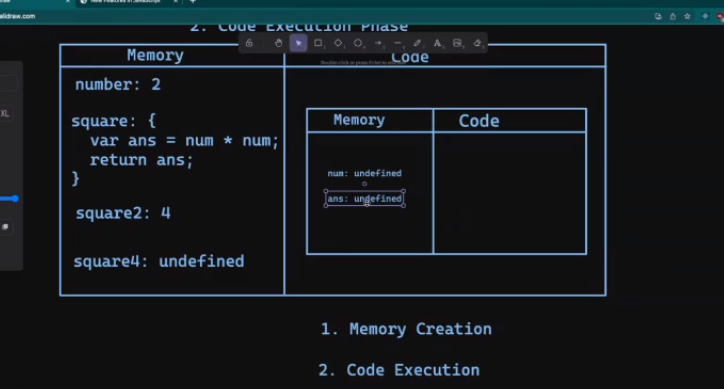 New Features in JavaScript
alidraw.com
2. Code Execution Phase
Memory
Code
number: 2
square: {
var ans = num * num;
return ans;
}
square2: 4
square4: undefined
Memory
Code
num: undefined
ans: undefined
1. Memory Creation
2. Code Execution
XL